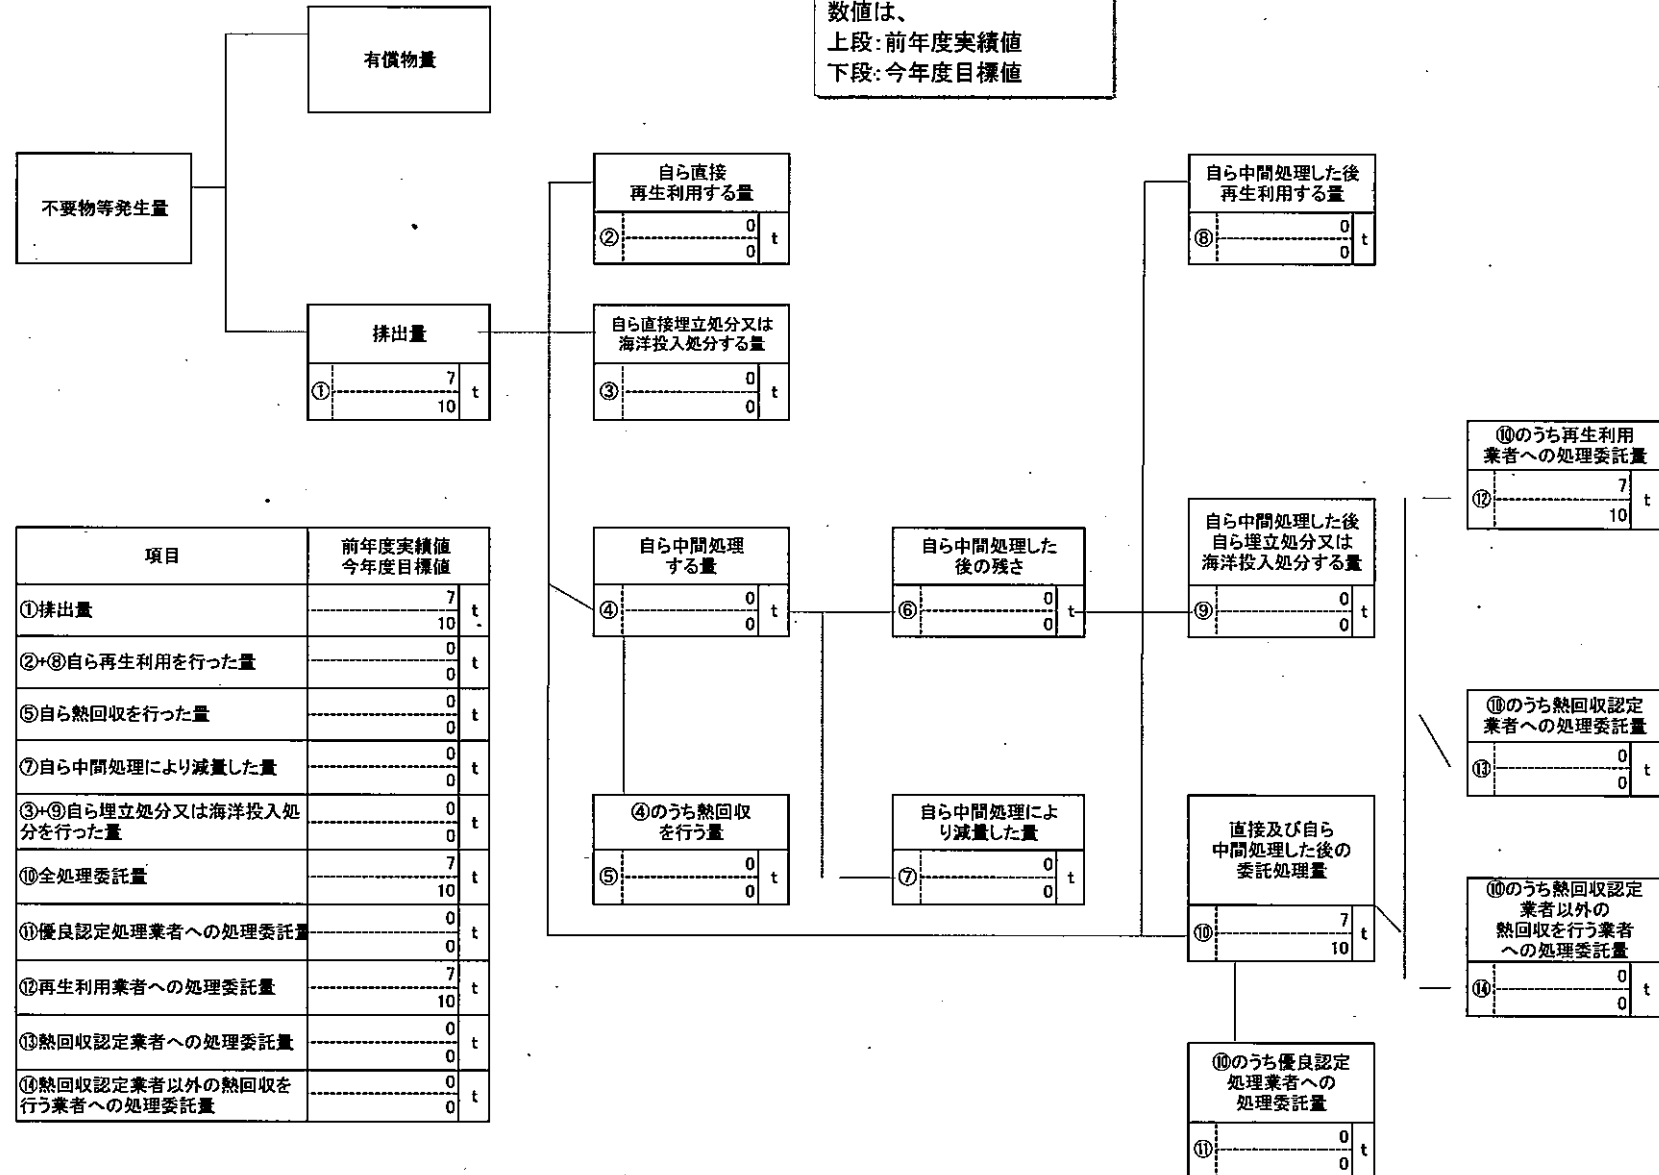 数値は、
上段:前年度実績値
下段:今年度目標値
有償物量
不要物等発生量
排出量
①
7
10
t
自ら直接
再生利用する量
②
0
0
t
自ら直接埋立処分又は
海洋投入処分する量
③
0
0
t
自ら中間処理
する量
④
0
0
t
④のうち熱回収
を行う量
⑤
0
0
t
自ら中間処理した
後の残さ
⑥
0
0
t
自ら中間処理によ
り減量した量
⑦
0
0
t
自ら中間処理した後
再生利用する量
⑧
0
0
t
自ら中間処理した後
自ら埋立処分又は
海洋投入処分する量
⑨
0
0
t
直接及び自ら
中間処理した後の
委託処理量
⑩
7
10
t
⑩のうち優良認定
処理業者への
処理委託量
⑪
0
0
t
⑩のうち再生利用
業者への処理委託量
⑫
7
10
t
⑩のうち熱回収認定
業者への処理委託量
⑬
0
0
t
⑩のうち熱回収認定
業者以外の
熱回収を行う業者
への処理委託量
⑭
0
0
t
項目
前年度実績値
今年度目標値
①排出量
7
10
t
②+⑧自ら再生利用を行った量
0
0
t
⑤自ら熱回収を行った量
0
0
t
⑦自ら中間処理により減量した量
0
0
t
③+⑨自ら埋立処分又は海洋投入処
分を行った量
0
0
t
⑩全処理委託量
7
10
t
⑪優良認定処理業者への処理委託量
0
0
t
⑫再生利用業者への処理委託量
7
10
t
⑬熱回収認定業者への処理委託量
0
0
t
⑭熱回収認定業者以外の熱回収を
行う業者への処理委託量
0
0
t